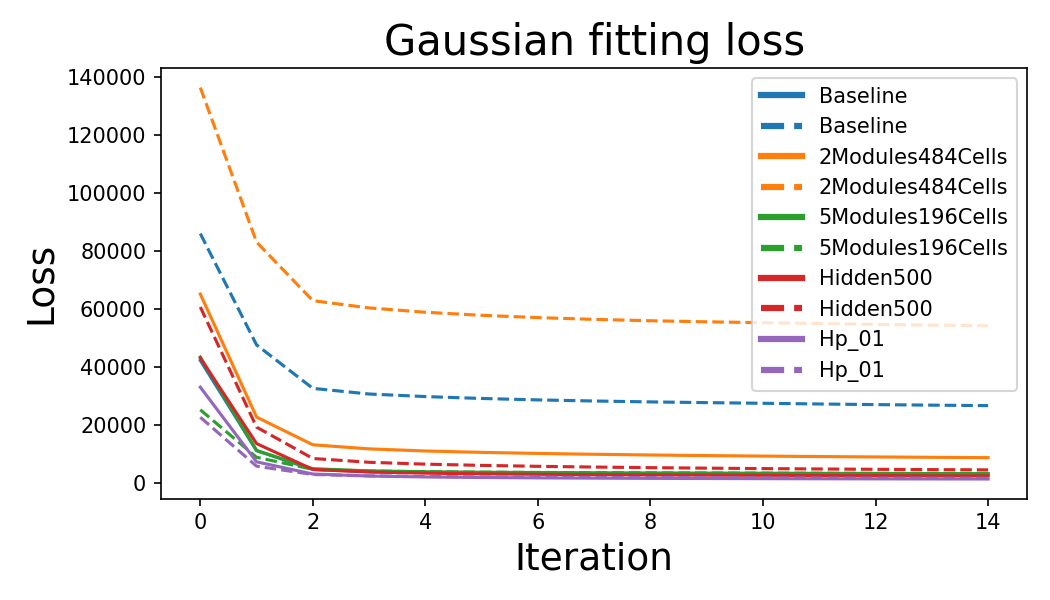 Gaussian fitting loss
140000
120000
100000
80000
60000
40000
20000
0
Loss
Baseline
Baseline
2Modules484Cells
2Modules484Cells
5Modules196Cells
5Modules196Cells
Hidden500
Hidden500
Hp_01
Hp_01
0 2 4 6 8 10 12 14
Iteration